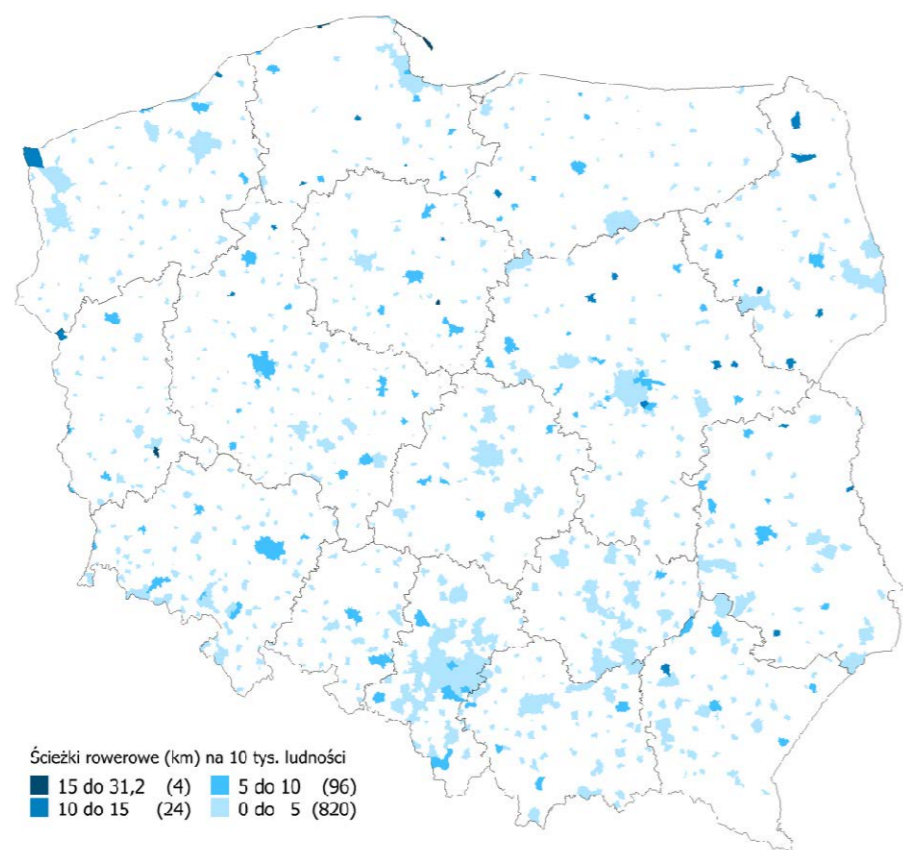 Ścieżki rowerowe (km) na 10 tys. ludności
15 do 31,2 (4) 5 do 10 (96)
10 do 15 (24) 0 do 5 (820)